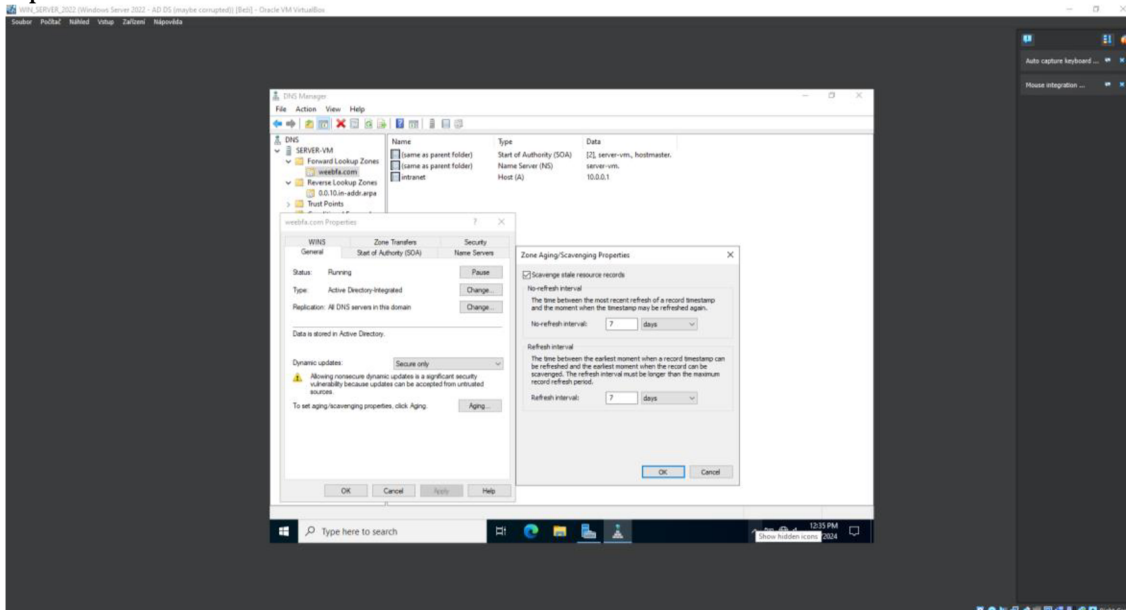 WIN_SERVER_2022 (Windows Server 2022 - AD DS (maybe corrupted)) [Beží] - Oracle VM VirtualBox
Soubor Počítač Náhled Vstup Zařízení Nápověda
Auto capture keyboard ...
Mouse integration ...
DNS Manager
File Action View Help
DNS
SERVER-VM
Forward Lookup Zones
weebfa.com
Reverse Lookup Zones
0.0.10.in-addr.arpa
Trust Points
Name Type Data
(same as parent folder) Start of Authority (SOA) [2], server-vm., hostmaster.
(same as parent folder) Name Server (NS) server-vm.
intranet Host (A) 10.0.0.1
weebfa.com Properties ? ×
WINS Zone Transfers Security
General Start of Authority (SOA) Name Servers
Status: Running Pause
Type: Active Directory-Integrated Change...
Replication: All DNS servers in this domain Change...
Data is stored in Active Directory.
Dynamic updates: Secure only
Allowing nonsecure dynamic updates is a significant security
vulnerability because updates can be accepted from untrusted
sources.
To set aging/scavenging properties, click Aging. Aging...
OK Cancel Apply Help
Zone Aging/Scavenging Properties
Scavenge stale resource records
No-refresh interval
The time between the most recent refresh of a record timestamp
and the moment when the timestamp may be refreshed again.
No-refresh interval: 7 days
Refresh interval
The time between the earliest moment when a record timestamp can
be refreshed and the earliest moment when the record can be
scavenged. The refresh interval must be longer than the maximum
record refresh period.
Refresh interval: 7 days
OK Cancel
Type here to search
12:35 PM
Show hidden icons
2024